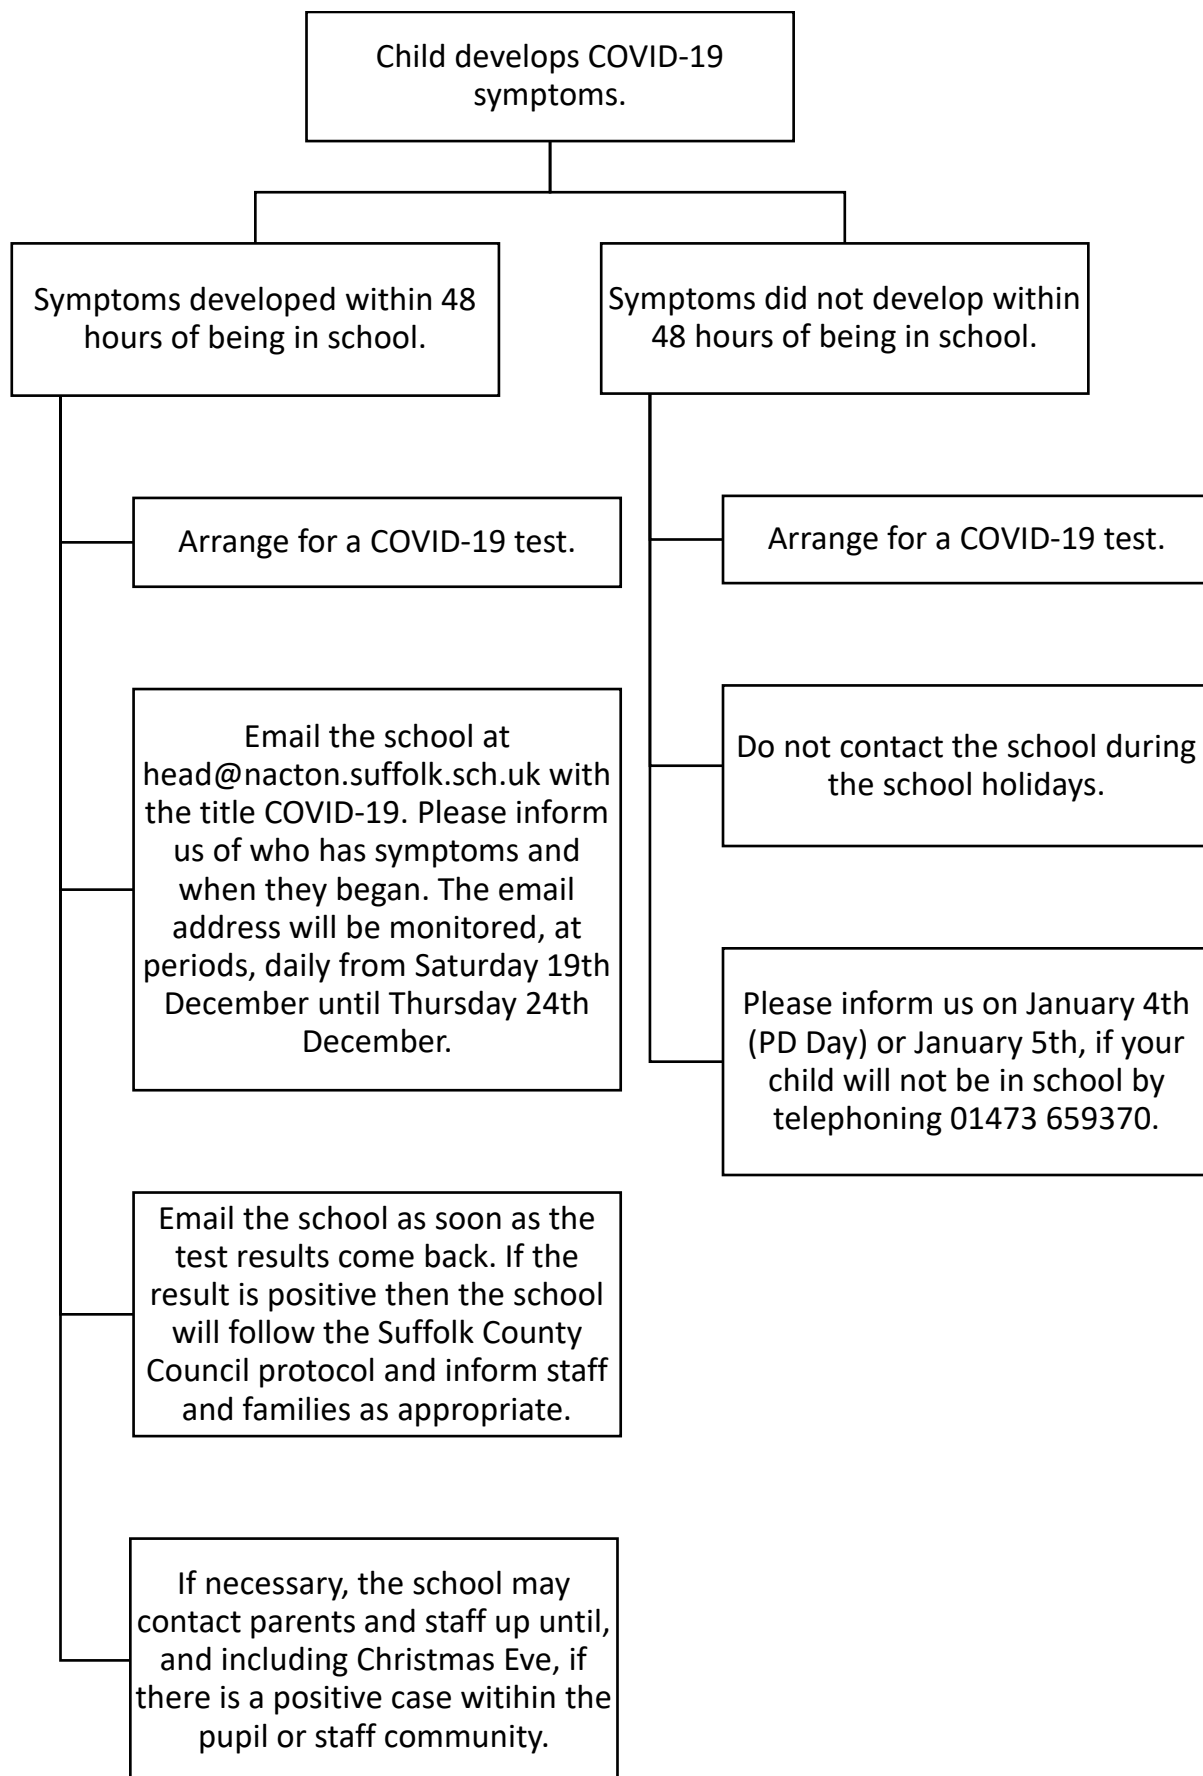 Child develops COVID-19
symptoms.
Symptoms developed within 48
hours of being in school.
Arrange for a COVID-19 test.
Email the school at
head@nacton.suffolk.sch.uk with
the title COVID-19. Please inform
us of who has symptoms and
when they began. The email
address will be monitored, at
periods, daily from Saturday 19th
December until Thursday 24th
December.
Email the school as soon as the
test results come back. If the
result is positive then the school
will follow the Suffolk County
Council protocol and inform staff
and families as appropriate.
If necessary, the school may
contact parents and staff up until,
and including Christmas Eve, if
there is a positive case witihin the
pupil or staff community.
Symptoms did not develop within
48 hours of being in school.
Arrange for a COVID-19 test.
Do not contact the school during
the school holidays.
Please inform us on January 4th
(PD Day) or January 5th, if your
child will not be in school by
telephoning 01473 659370.